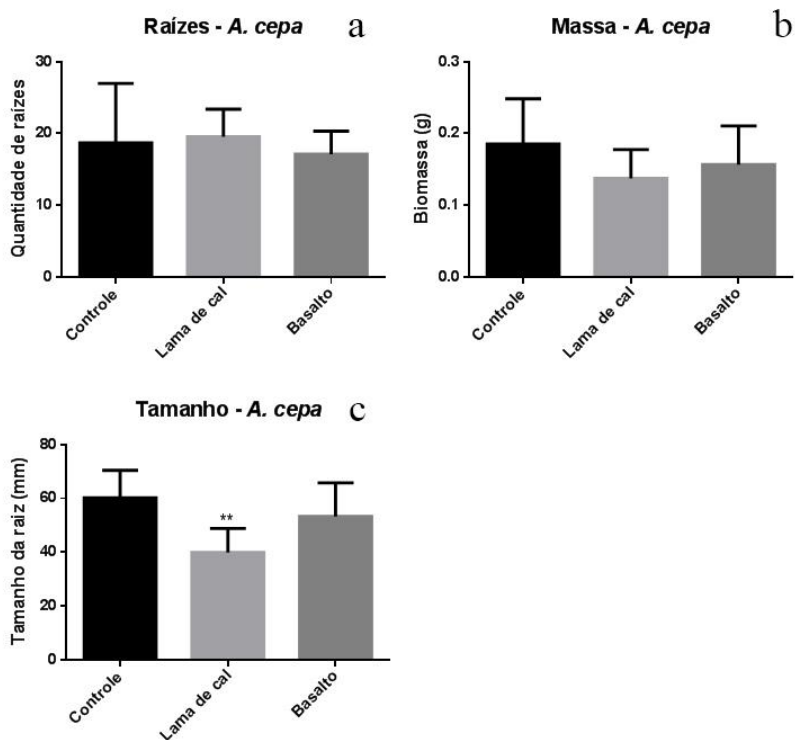 Raízes - A. cepa
a
Quantidade de raízes
30
20
10
0
Controle
Lama de cal
Basalto
Massa - A. cepa
b
Biomassa (g)
0.3
0.2
0.1
0.0
Controle
Lama de cal
Basalto
Tamanho - A. cepa
c
Tamanho da raiz (mm)
80
60
40
20
0
**
Controle
Lama de cal
Basalto